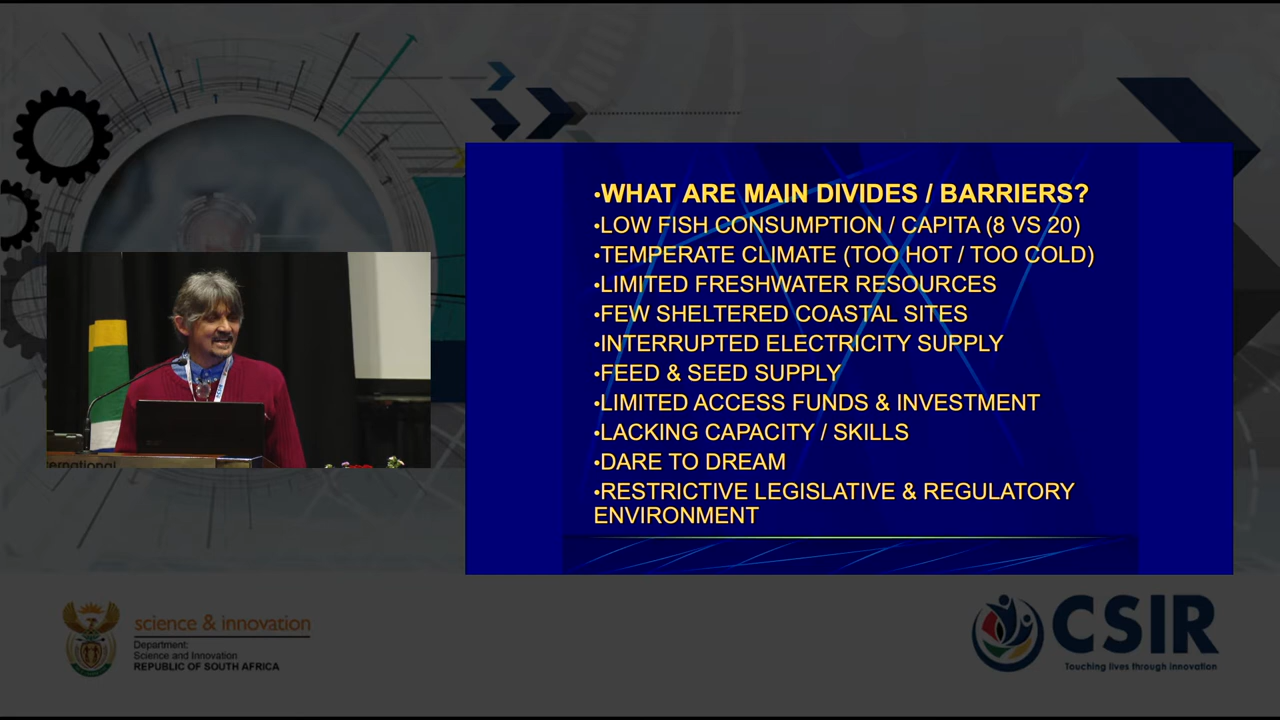 •WHAT ARE MAIN DIVIDES / BARRIERS?
•LOW FISH CONSUMPTION / CAPITA (8 VS 20)
•TEMPERATE CLIMATE (TOO HOT / TOO COLD)
•LIMITED FRESHWATER RESOURCES
•FEW SHELTERED COASTAL SITES
•INTERRUPTED ELECTRICITY SUPPLY
•FEED & SEED SUPPLY
•LIMITED ACCESS FUNDS & INVESTMENT
•LACKING CAPACITY / SKILLS
•DARE TO DREAM
•RESTRICTIVE LEGISLATIVE & REGULATORY
ENVIRONMENT
ternational
science & innovation
Department:
Science and Innovation
REPUBLIC OF SOUTH AFRICA
CSIR
Touching lives through innovation